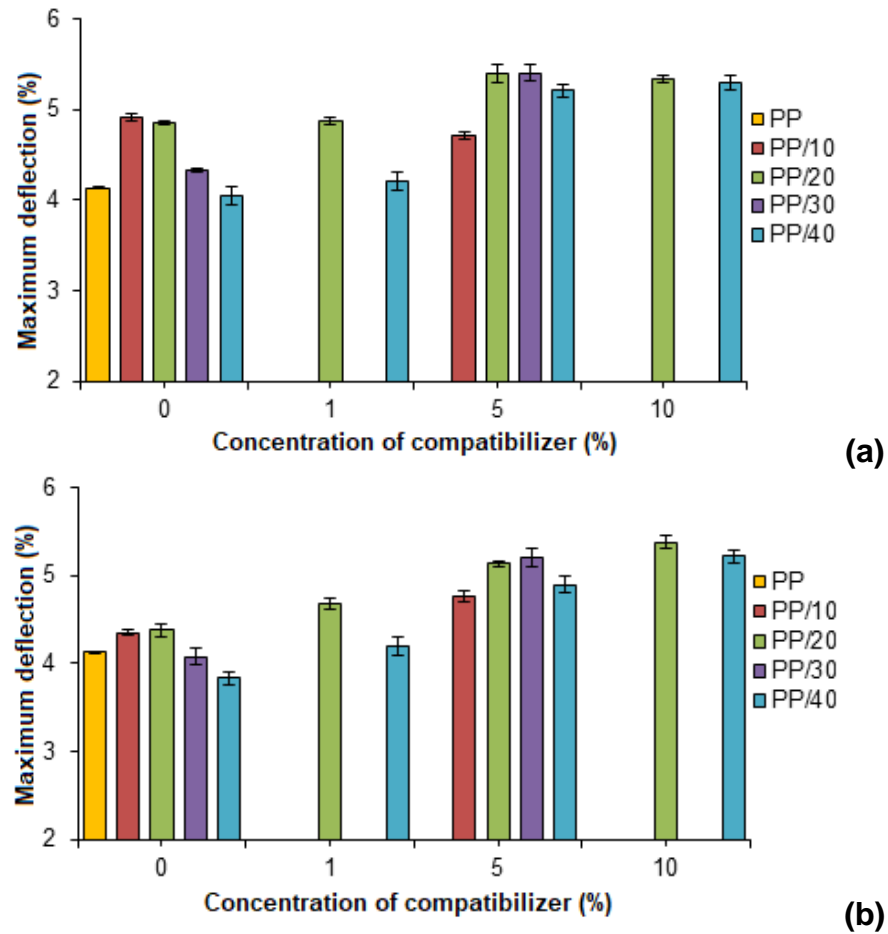 6
5
4
3
2
Maximum deflection (%)
0 1 5 10
Concentration of compatibilizer (%)
PP
PP/10
PP/20
PP/30
PP/40
(a)
6
5
4
3
2
Maximum deflection (%)
0 1 5 10
Concentration of compatibilizer (%)
PP
PP/10
PP/20
PP/30
PP/40
(b)